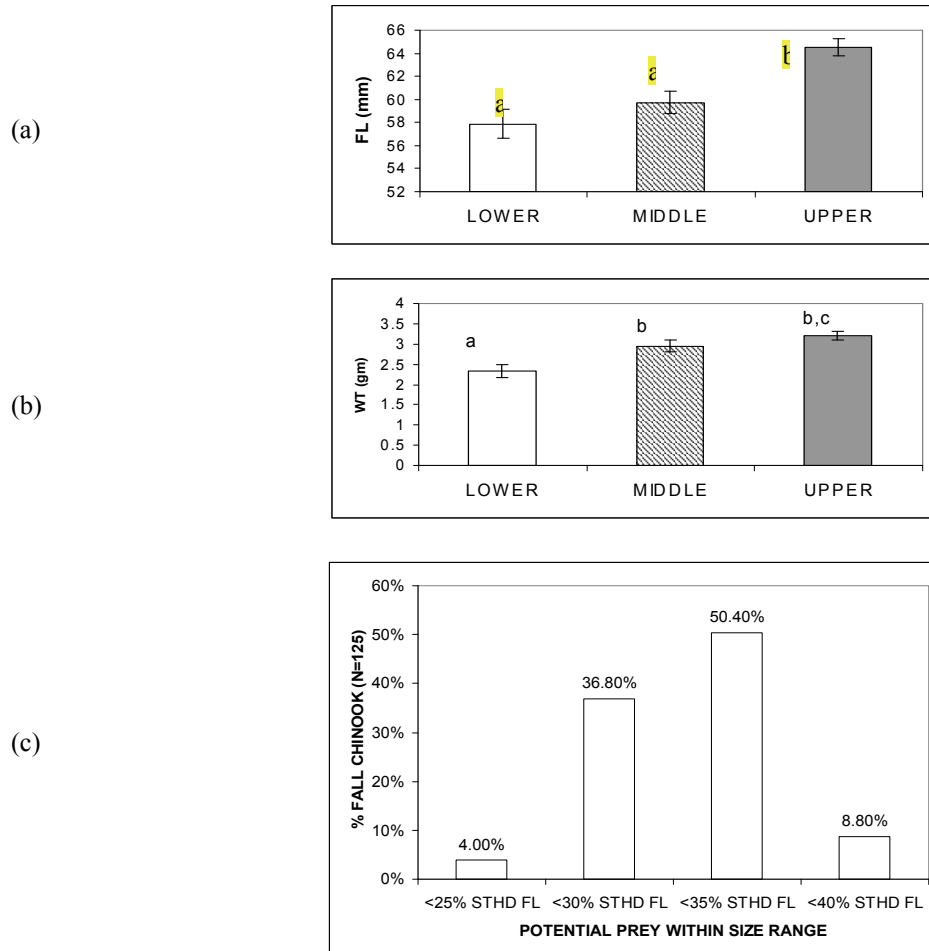 (a)
FL (mm)
66
64
62
60
58
56
54
52
a
a
b
LOWER MIDDLE UPPER
(b)
WT (gm)
4
3.5
3
2.5
2
1.5
1
0.5
0
a
b
b,c
LOWER MIDDLE UPPER
(c)
% FALL CHINOOK (N=125)
60%
50%
40%
30%
20%
10%
0%
4.00%
36.80%
50.40%
8.80%
<25% STHD FL <30% STHD FL <35% STHD FL <40% STHD FL
POTENTIAL PREY WITHIN SIZE RANGE